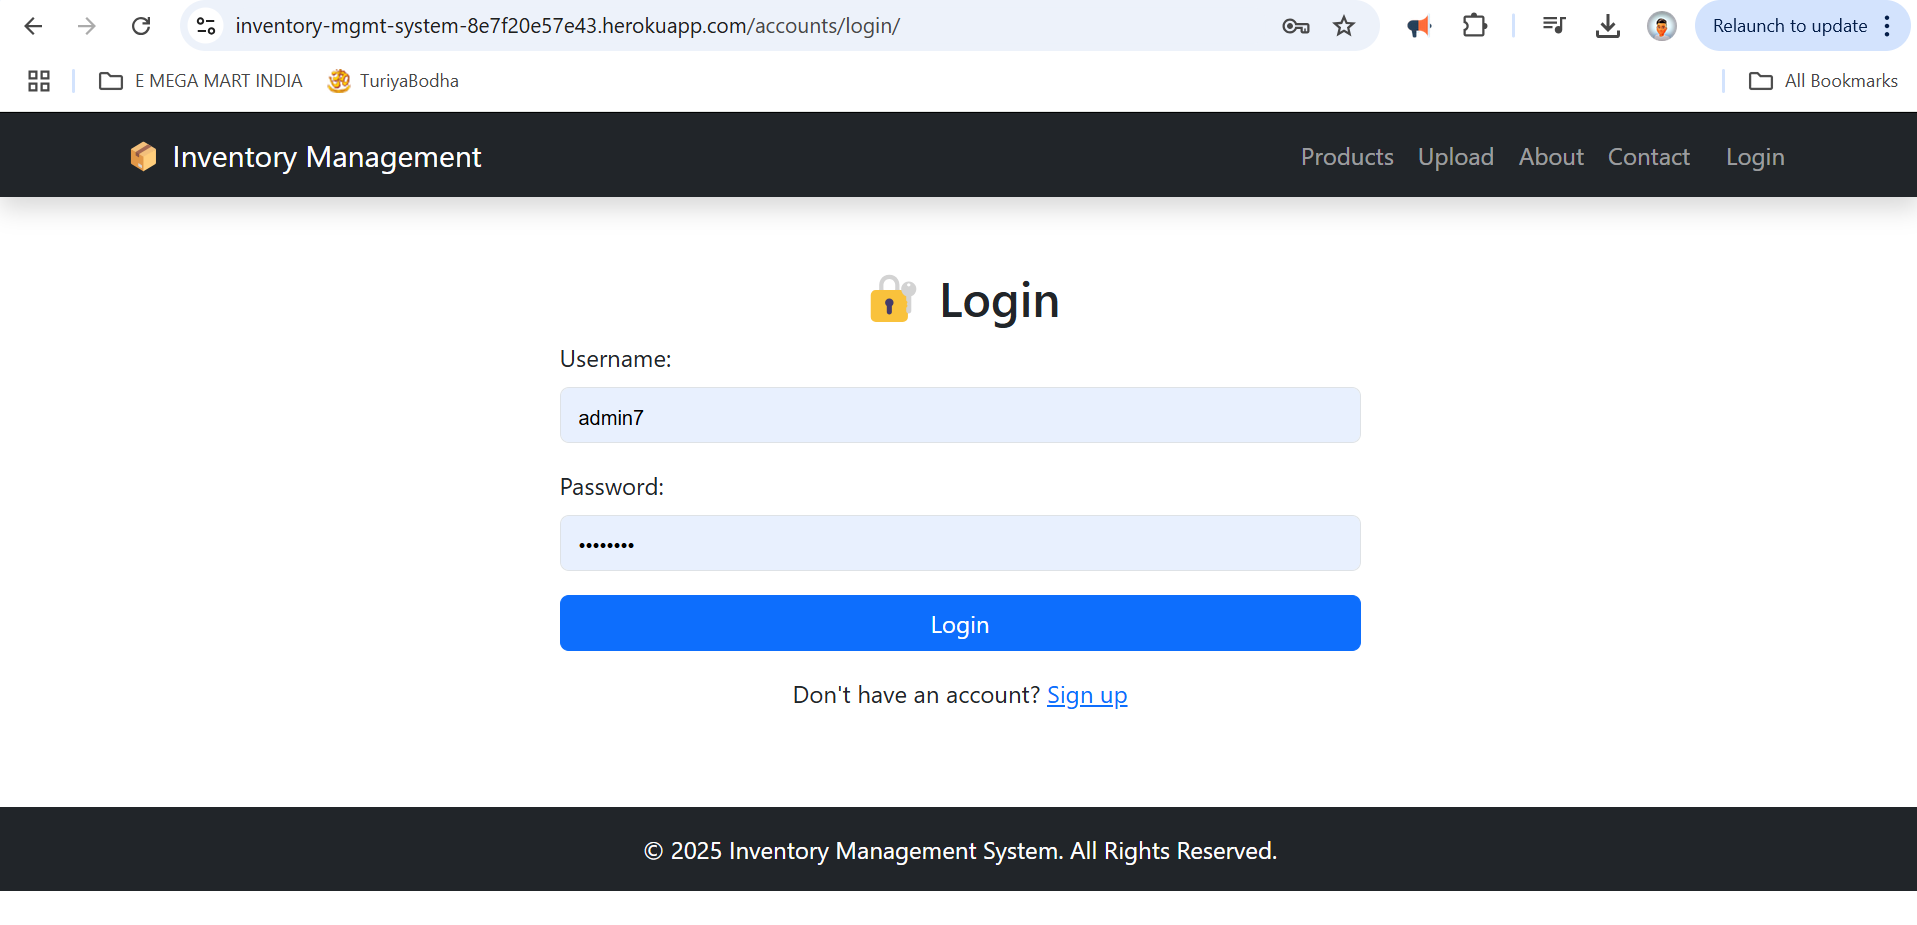 inventory-mgmt-system-8e7f20e57e43.herokuapp.com/accounts/login/
Relaunch to update
E MEGA MART INDIA
TuriyaBodha
All Bookmarks
Inventory Management
Products Upload About Contact Login
Login
Username:
admin7
Password:
••••••••
Login
Don't have an account? Sign up
© 2025 Inventory Management System. All Rights Reserved.